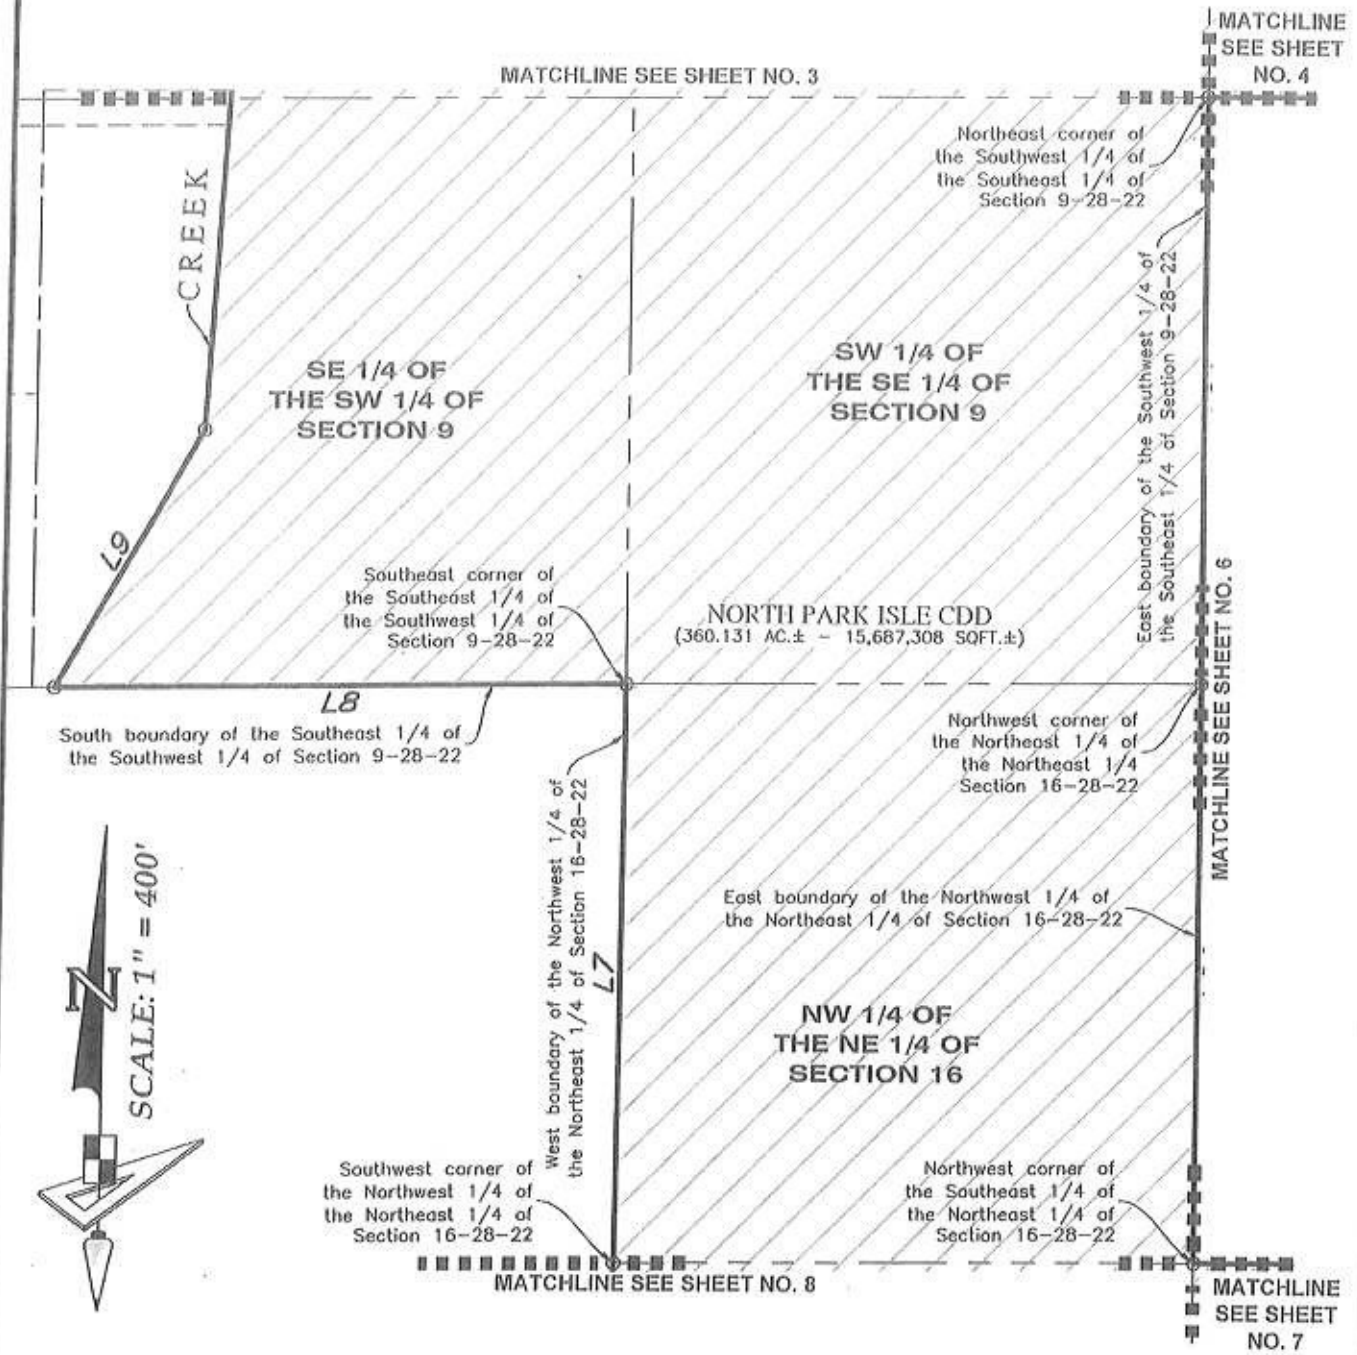 MATCHLINE
SEE SHEET
NO. 4
MATCHLINE SEE SHEET NO. 3
Northeast corner of
the Southwest 1/4 of
the Southeast 1/4 of
Section 9-28-22
CREEK
East boundary of the Southwest 1/4 of
the Southeast 1/4 of Section 9-28-22
SE 1/4 OF
THE SW 1/4 OF
SECTION 9
SW 1/4 OF
THE SE 1/4 OF
SECTION 9
L9
Southeast corner of
the Southeast 1/4 of
the Southwest 1/4 of
Section 9-28-22
NORTH PARK ISLE CDD
(360.131 AC.± - 15,687,308 SQFT.±)
MATCHLINE SEE SHEET NO. 6
L8
South boundary of the Southeast 1/4 of
the Southwest 1/4 of Section 9-28-22
Northwest corner of
the Northeast 1/4 of
the Northeast 1/4
Section 16-28-22
West boundary of the Northwest 1/4 of
the Northeast 1/4 of Section 16-28-22
L7
East boundary of the Northwest 1/4 of
the Northeast 1/4 of Section 16-28-22
N
SCALE: 1" = 400'
NW 1/4 OF
THE NE 1/4 OF
SECTION 16
Southwest corner of
the Northwest 1/4 of
the Northeast 1/4 of
Section 16-28-22
Northwest corner of
the Southeast 1/4 of
the Northeast 1/4 of
Section 16-28-22
MATCHLINE SEE SHEET NO. 8
MATCHLINE
SEE SHEET
NO. 7